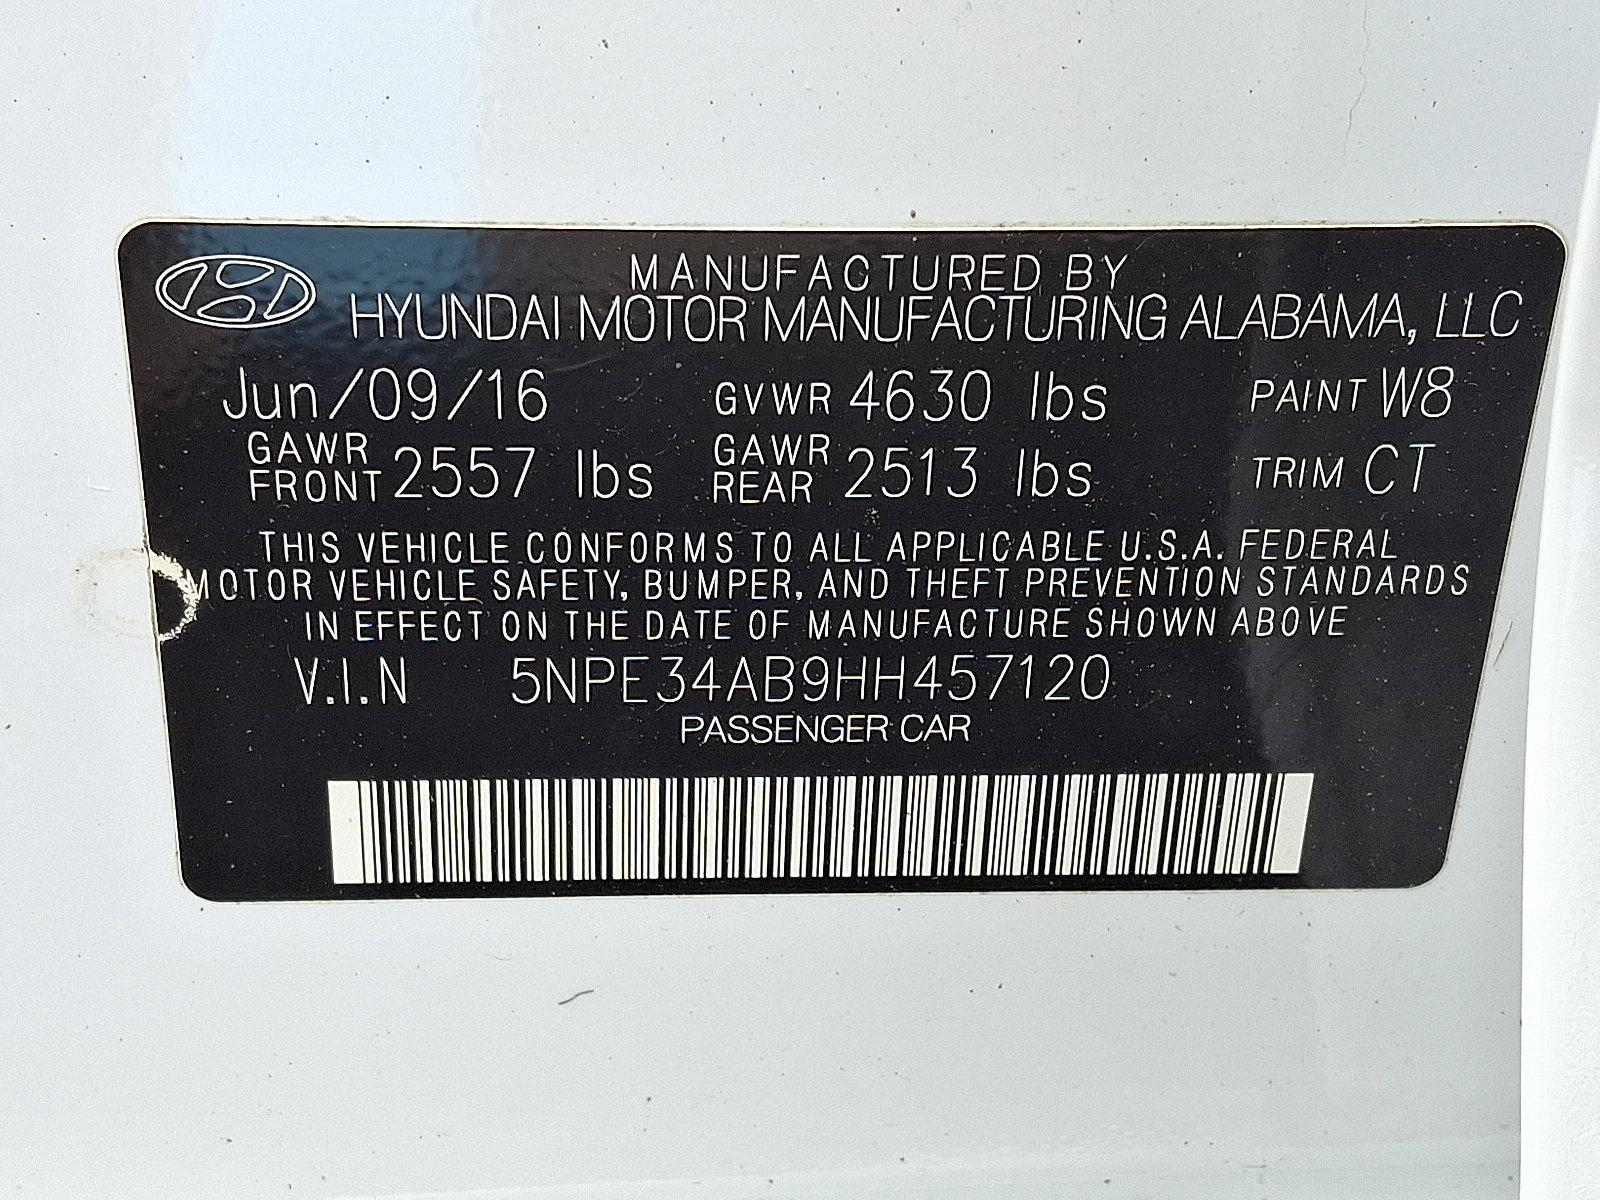 MANUFACTURED BY
HYUNDAI MOTOR MANUFACTURING ALABAMA, LLC
Jun/09/16 GVWR 4630 lbs PAINT W8
GAWR FRONT 2557 lbs GAWR REAR 2513 lbs TRIM CT
THIS VEHICLE CONFORMS TO ALL APPLICABLE U.S.A. FEDERAL
MOTOR VEHICLE SAFETY, BUMPER, AND THEFT PREVENTION STANDARDS
IN EFFECT ON THE DATE OF MANUFACTURE SHOWN ABOVE
V.I.N 5NPE34AB9HH457120
PASSENGER CAR